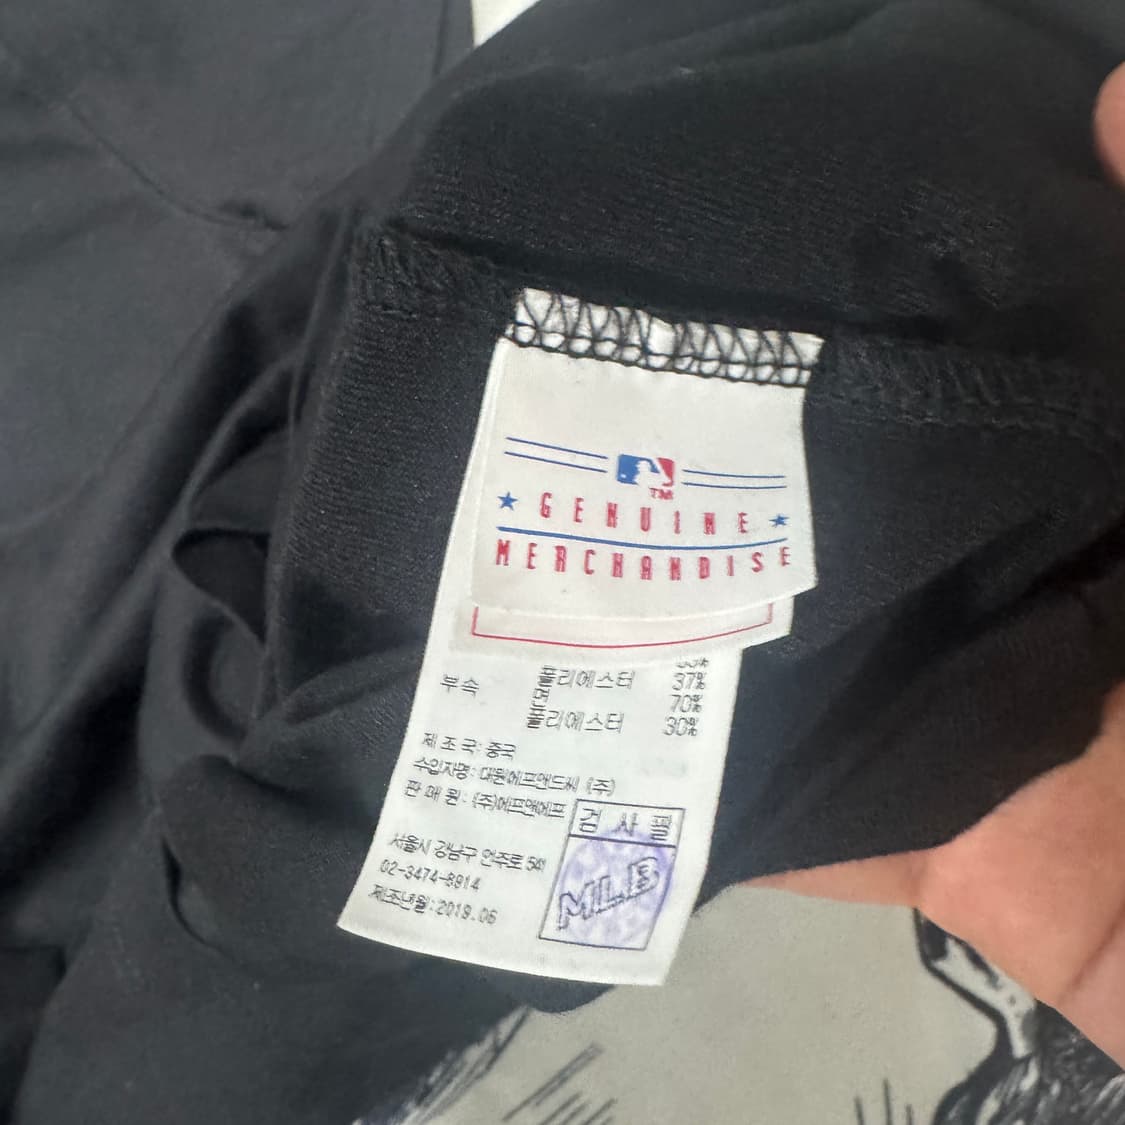 TM
GENUINE
MERCHANDISE
폴리에스터 37%
부속 면 70%
폴리에스터 30%
제 조 국: 중국
수입자명: 대원에프앤드씨 (주)
판 매 원: (주)에프앤에프
검 사 필
서울시 강남구 언주로 541
02-3474-8914
MLB
제조년월:2019.06